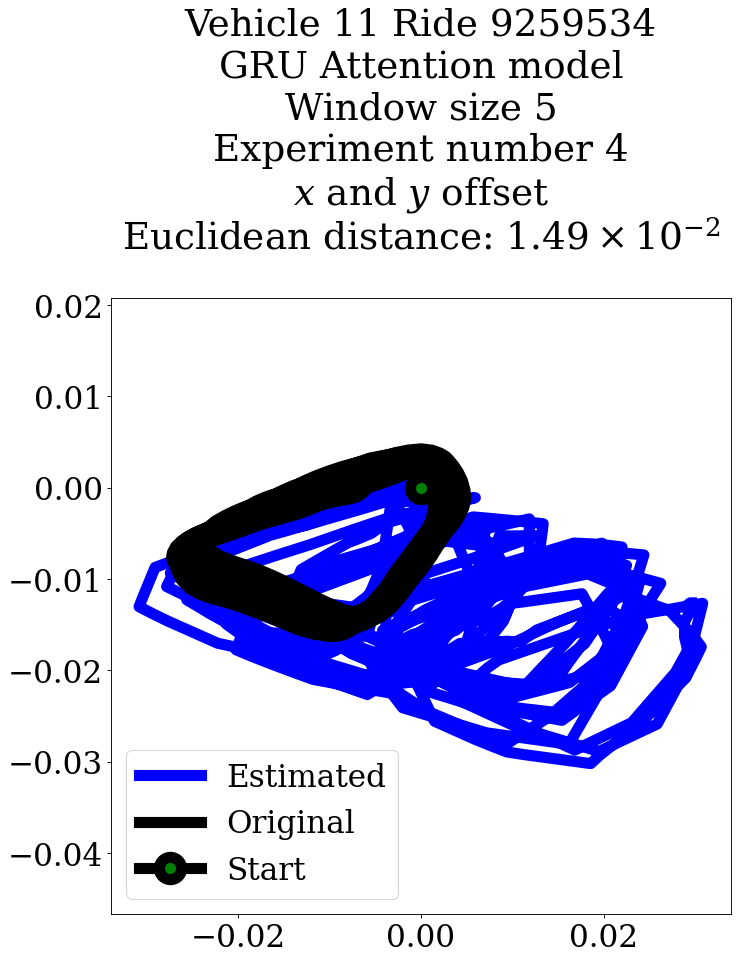 Vehicle 11 Ride 9259534
GRU Attention model
Window size 5
Experiment number 4
x and y offset
Euclidean distance: 1.49 × 10⁻²
0.02
0.01
0.00
−0.01
−0.02
−0.03
−0.04
Estimated
Original
Start
−0.02 0.00 0.02